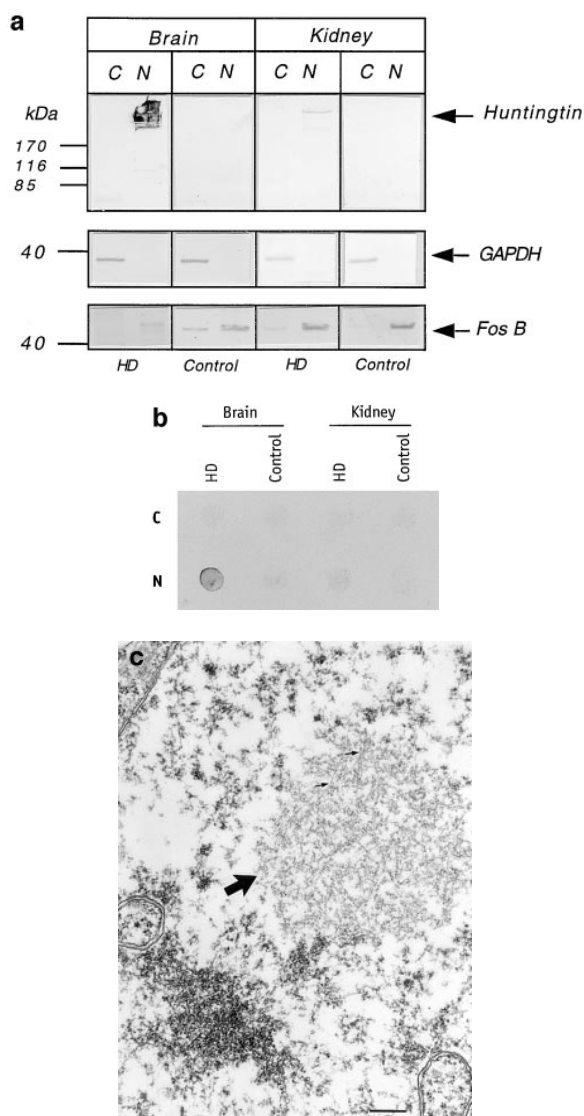 a
Brain Kidney
C N C N C N C N
kDa
Huntingtin
170
116
85
40
GAPDH
Fos B
40
HD Control HD Control
b
Brain Kidney
HD Control HD Control
C
N
c